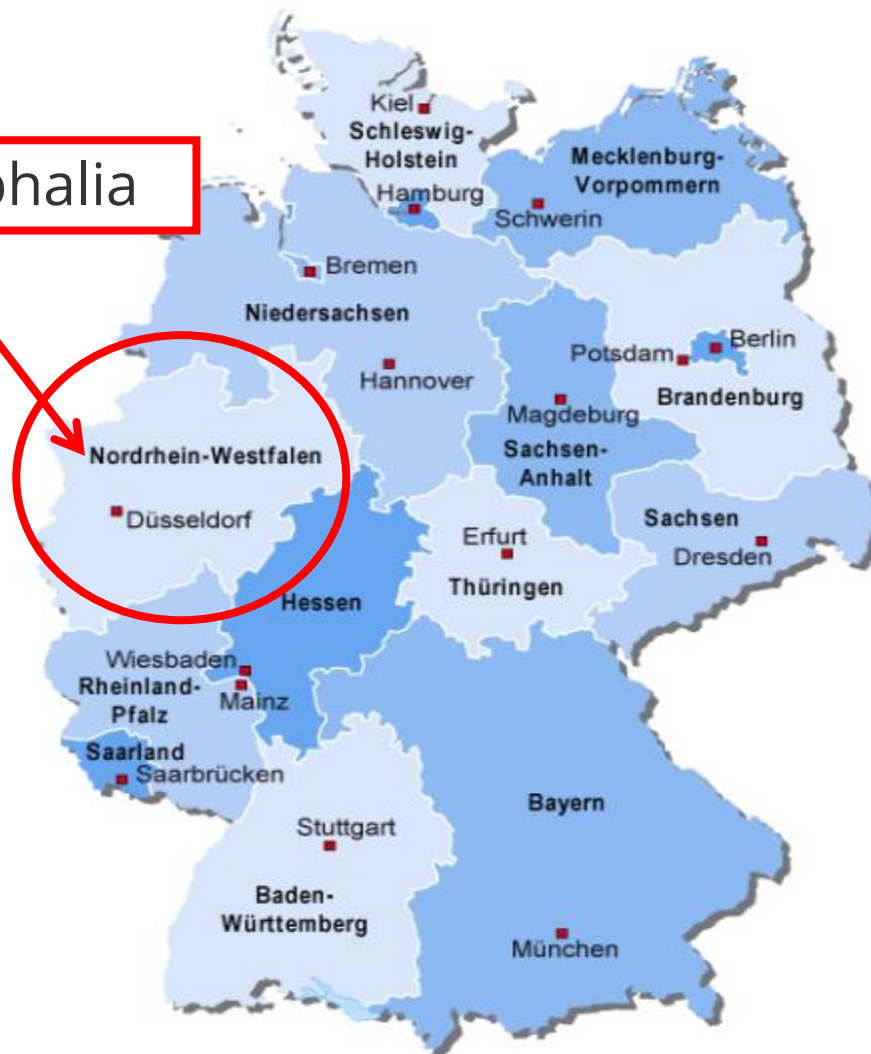 Kiel
Schleswig-
Holstein
Mecklenburg-
Vorpommern
phalia
Hamburg
Schwerin
Bremen
Niedersachsen
Berlin
Potsdam
Hannover
Brandenburg
Magdeburg
Nordrhein-Westfalen
Sachsen-
Anhalt
Düsseldorf
Sachsen
Erfurt
Dresden
Thüringen
Hessen
Wiesbaden
Rheinland-
Pfalz
Mainz
Saarland
Saarbrücken
Bayern
Stuttgart
Baden-
Württemberg
München